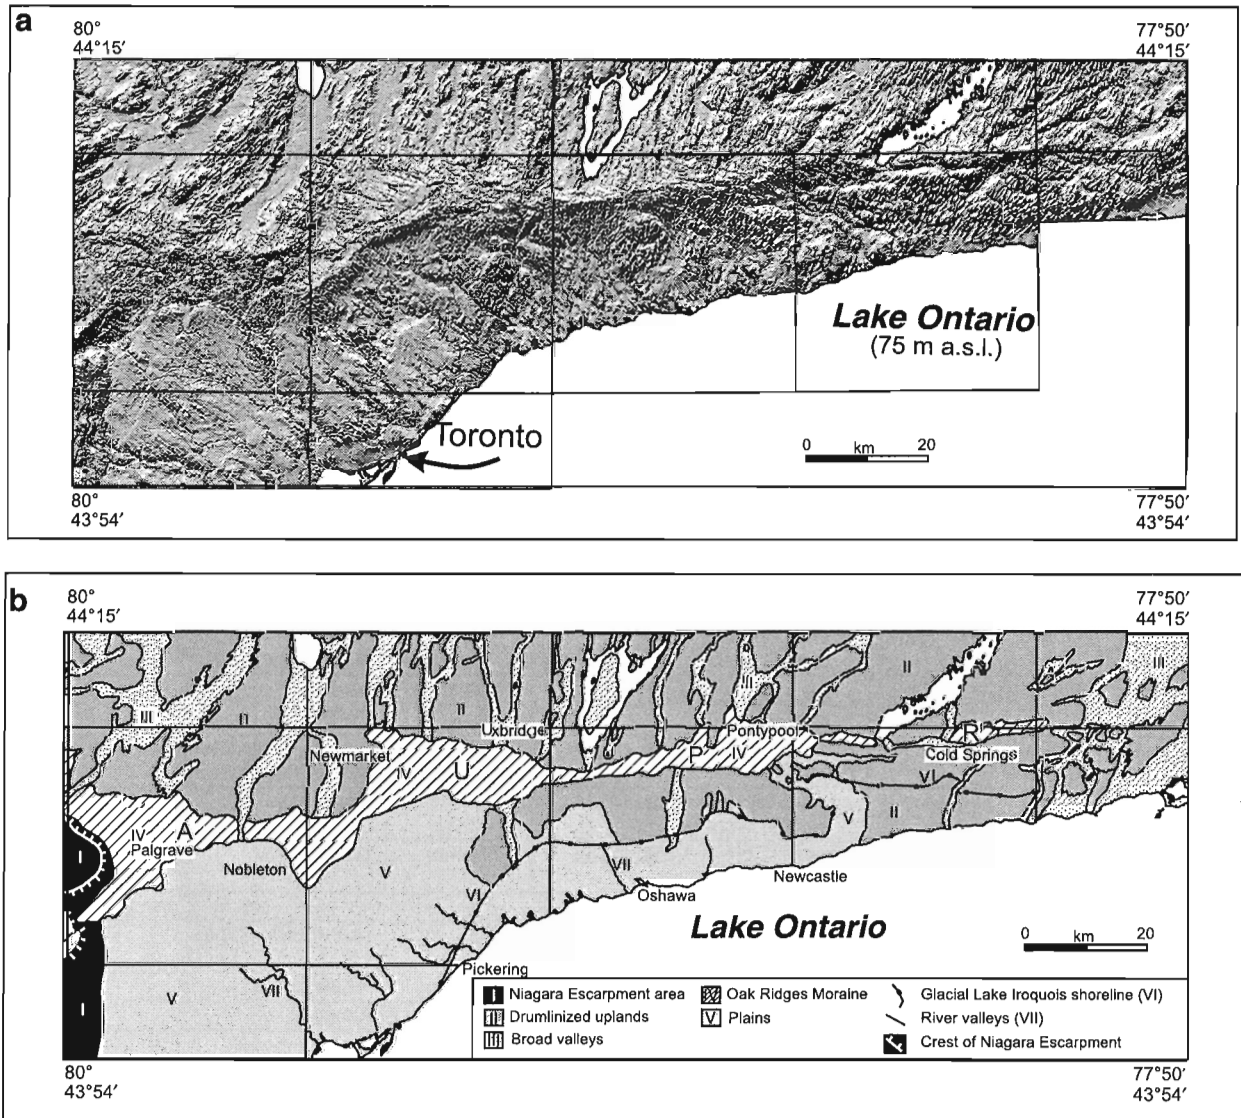 a
80°
44°15′
77°50′
44°15′
Lake Ontario
(75 m a.s.l.)
Toronto
0 km 20
80°
43°54′
77°50′
43°54′
b
80°
44°15′
77°50′
44°15′
II
III
II
II
III
II
III
Uxbridge
Pontypool
R
Newmarket
IV
U
P
IV
Cold Springs
VI
IV
A
Palgrave
V
II
I
Nobleton
V
VI
VII
Newcastle
Oshawa
Lake Ontario
0 km 20
Pickering
V
VII
I
I Niagara Escarpment area
II Drumlinized uplands
III Broad valleys
Oak Ridges Moraine
V Plains
Glacial Lake Iroquois shoreline (VI)
River valleys (VII)
Crest of Niagara Escarpment
80°
43°54′
77°50′
43°54′